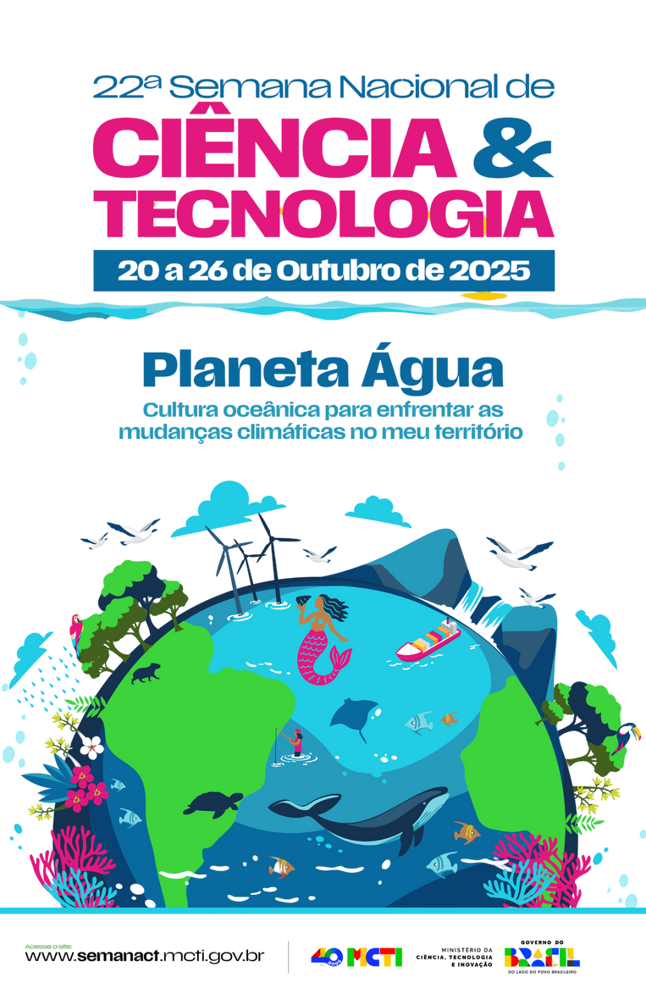 22ª Semana Nacional de
CIÊNCIA &
TECNOLOGIA
20 a 26 de Outubro de 2025
Planeta Água
Cultura oceânica para enfrentar as
mudanças climáticas no meu território
Acesse o site:
www.semanact.mcti.gov.br
40 anos MCTI
MINISTÉRIO DA
CIÊNCIA, TECNOLOGIA
E INOVAÇÃO
GOVERNO DO
BRASIL
DO LADO DO POVO BRASILEIRO